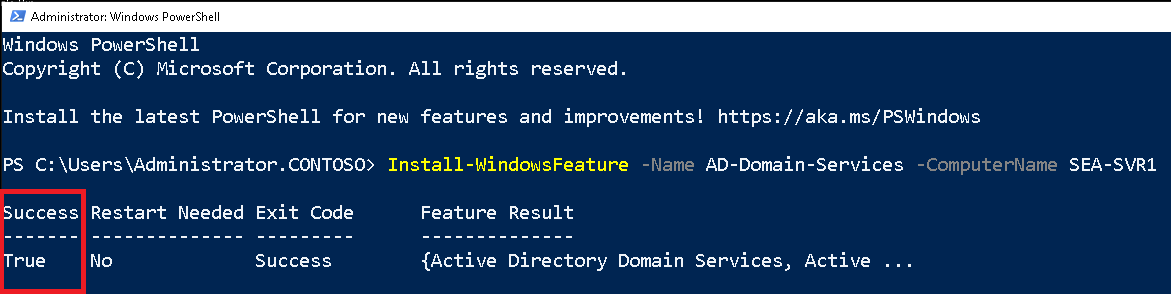 Administrator: Windows PowerShell
Windows PowerShell
Copyright (C) Microsoft Corporation. All rights reserved.
Install the latest PowerShell for new features and improvements! https://aka.ms/PSWindows
PS C:\Users\Administrator.CONTOSO> Install-WindowsFeature -Name AD-Domain-Services -ComputerName SEA-SVR1
Success Restart Needed Exit Code      Feature Result
------- -------------- ---------      --------------
True    No             Success        {Active Directory Domain Services, Active ...